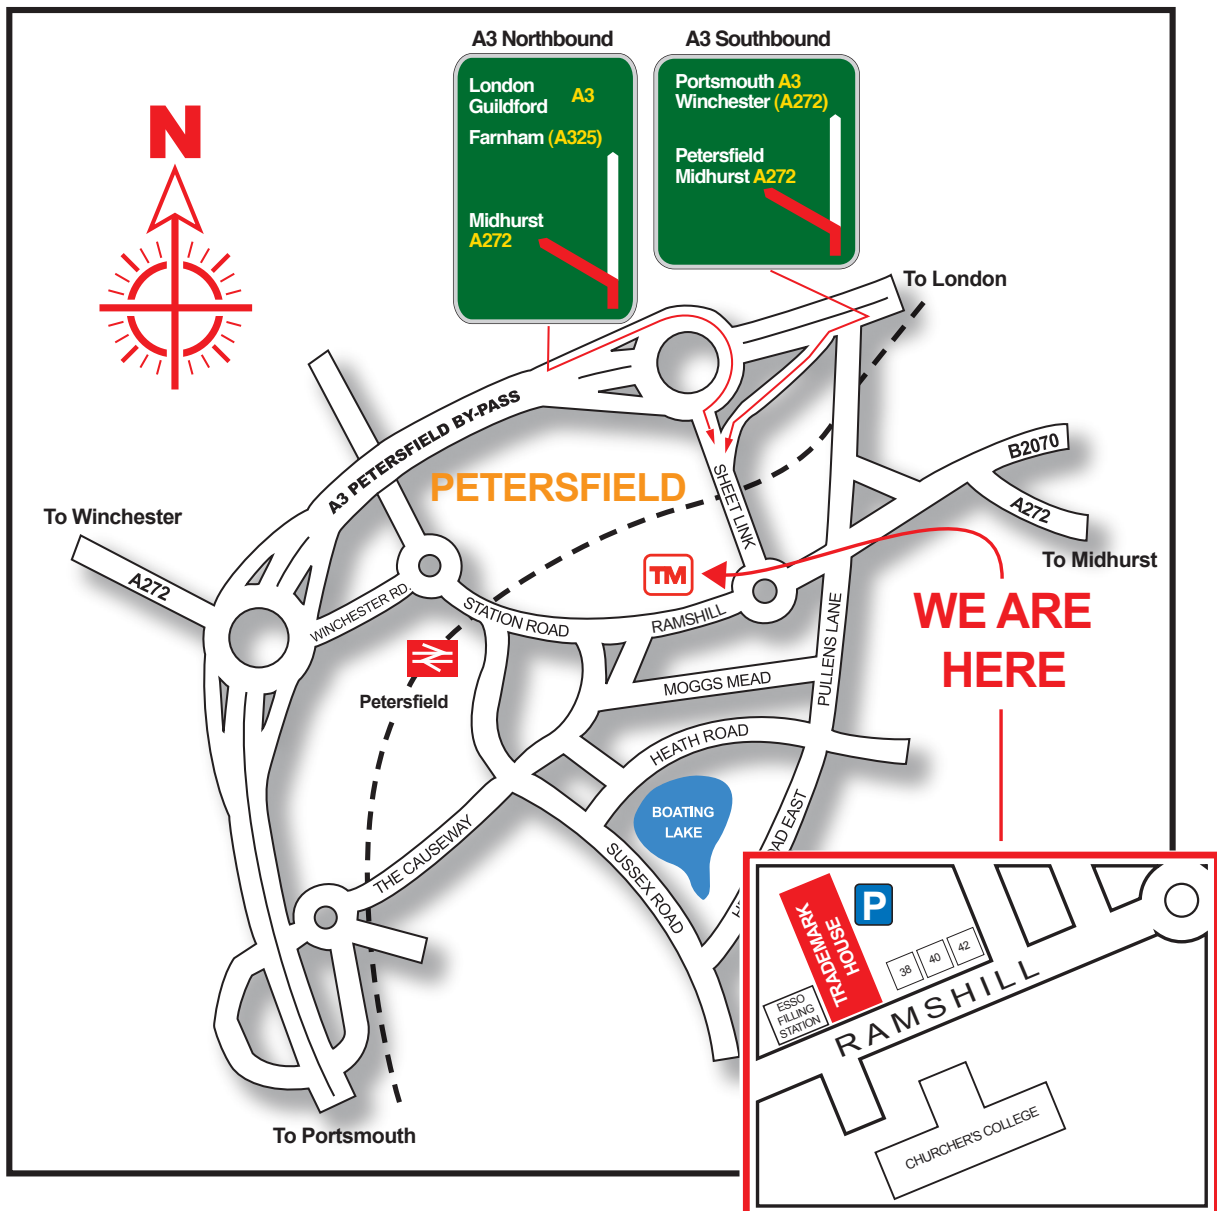 A3 Northbound
London
Guildford
A3
Farnham (A325)
Midhurst
A272
A3 Southbound
Portsmouth A3
Winchester (A272)
Petersfield
Midhurst A272
N
To London
A3 PETERSFIELD BY-PASS
PETERSFIELD
B2070
A272
To Midhurst
To Winchester
A272
SHEET LINK
TM
WINCHESTER RD.
STATION ROAD
RAMSHILL
PULLENS LANE
WE ARE
HERE
Petersfield
MOGGS MEAD
HEATH ROAD
BOATING
LAKE
THE CAUSEWAY
SUSSEX ROAD
EAST
To Portsmouth
TRADEMARK
HOUSE
P
38
40
42
ESSO
FILLING
STATION
RAMSHILL
CHURCHER'S COLLEGE